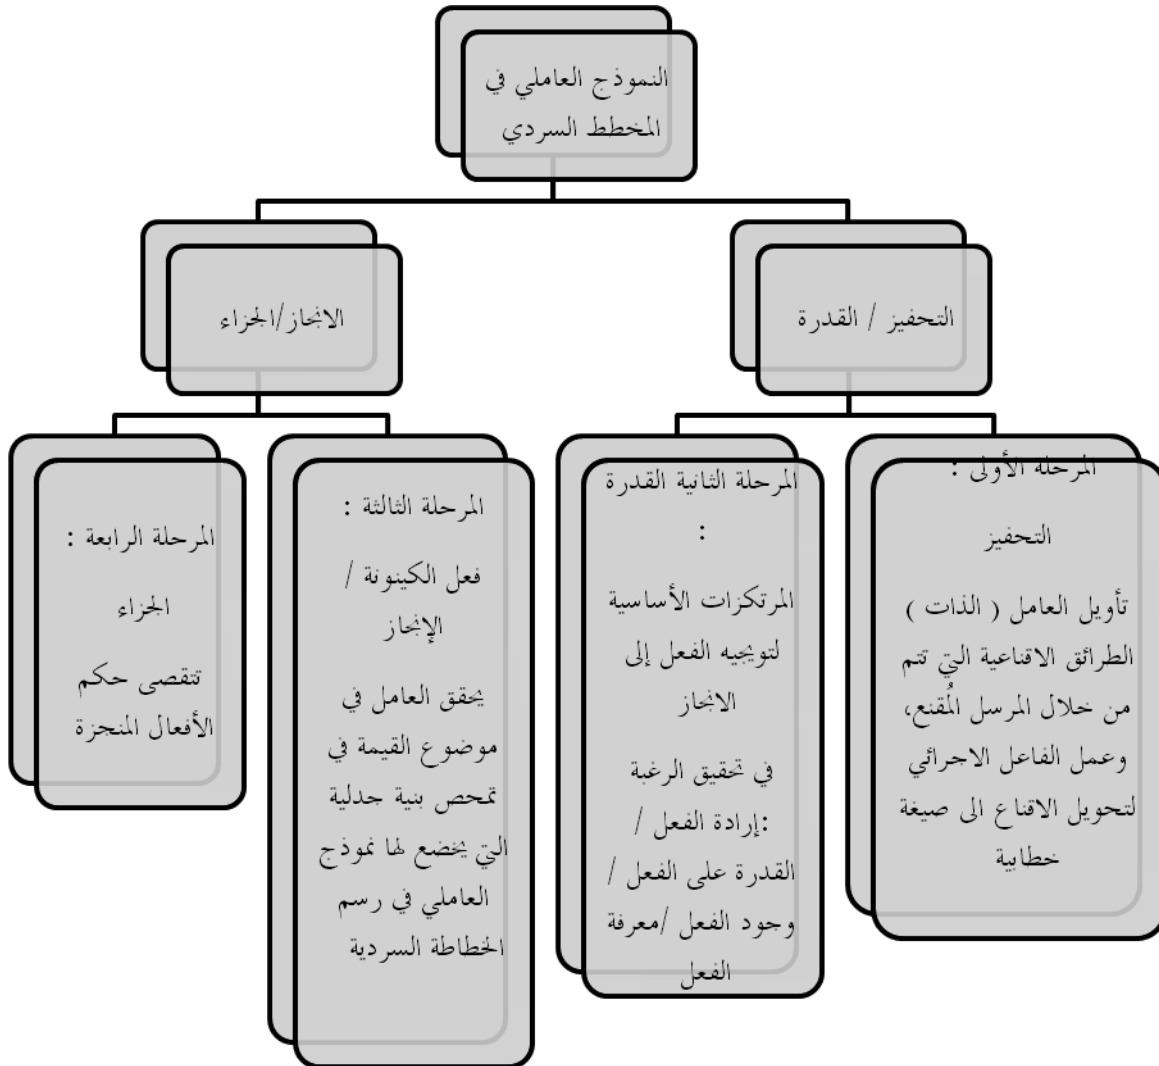 النموذج العاملي في
المخطط السردي
التحفيز / القدرة
الانجاز/الجزاء
المرحلة الأولى :
التحفيز
تأويل العامل ( الذات )
الطرائق الاقناعية التي تتم
من خلال المرسل المُقنع،
وعمل الفاعل الاجرائي
لتحويل الاقناع الى صيغة
خطابية
المرحلة الثانية القدرة
:
المرتكزات الأساسية
لتوويجيه الفعل إلى
الانجاز
في تحقيق الرغبة
:إرادة الفعل /
القدرة على الفعل /
وجود الفعل /معرفة
الفعل
المرحلة الثالثة :
فعل الكينونة /
الإنجاز
يحقق العامل في
موضوع القيمة في
تمحص بنية جدلية
التي يخضع لها نموذج
العاملي في رسم
الخطاطة السردية
المرحلة الرابعة :
الجزاء
تتقصى حكم
الأفعال المنجزة